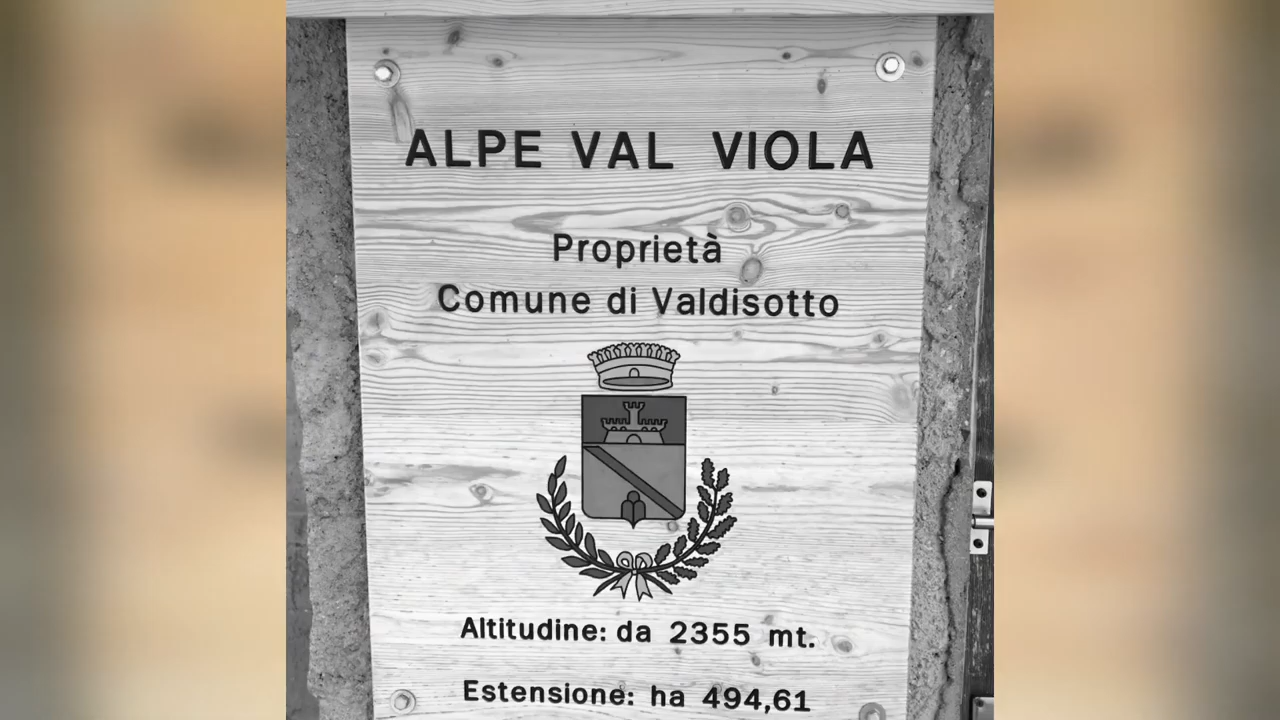 ALPE VAL VIOLA
Proprietà
Comune di Valdisotto
Altitudine: da 2355 mt.
Estensione: ha 494,61